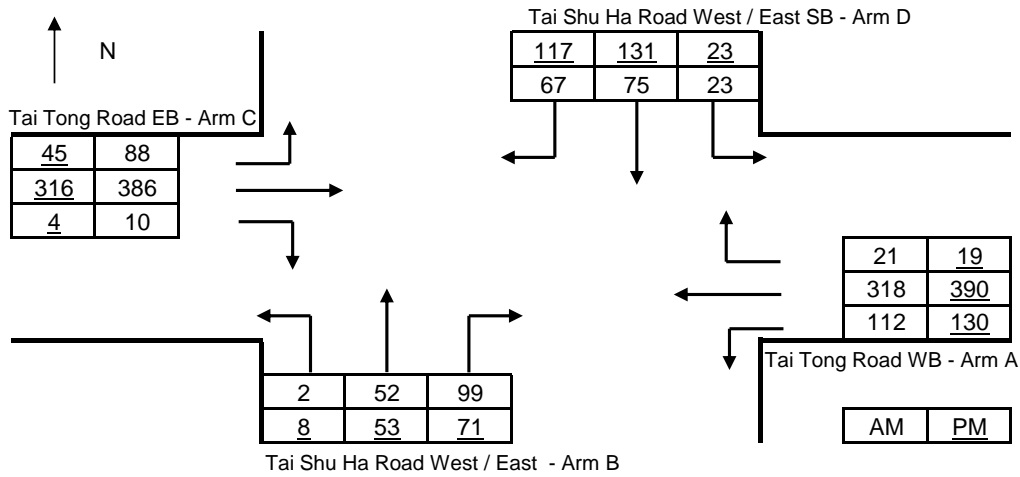 Tai Shu Ha Road West / East SB - Arm D
N
117 131 23
67 75 23
Tai Tong Road EB - Arm C
45 88
316 386
4 10
21 19
318 390
112 130
Tai Tong Road WB - Arm A
2 52 99
8 53 71
AM PM
Tai Shu Ha Road West / East - Arm B